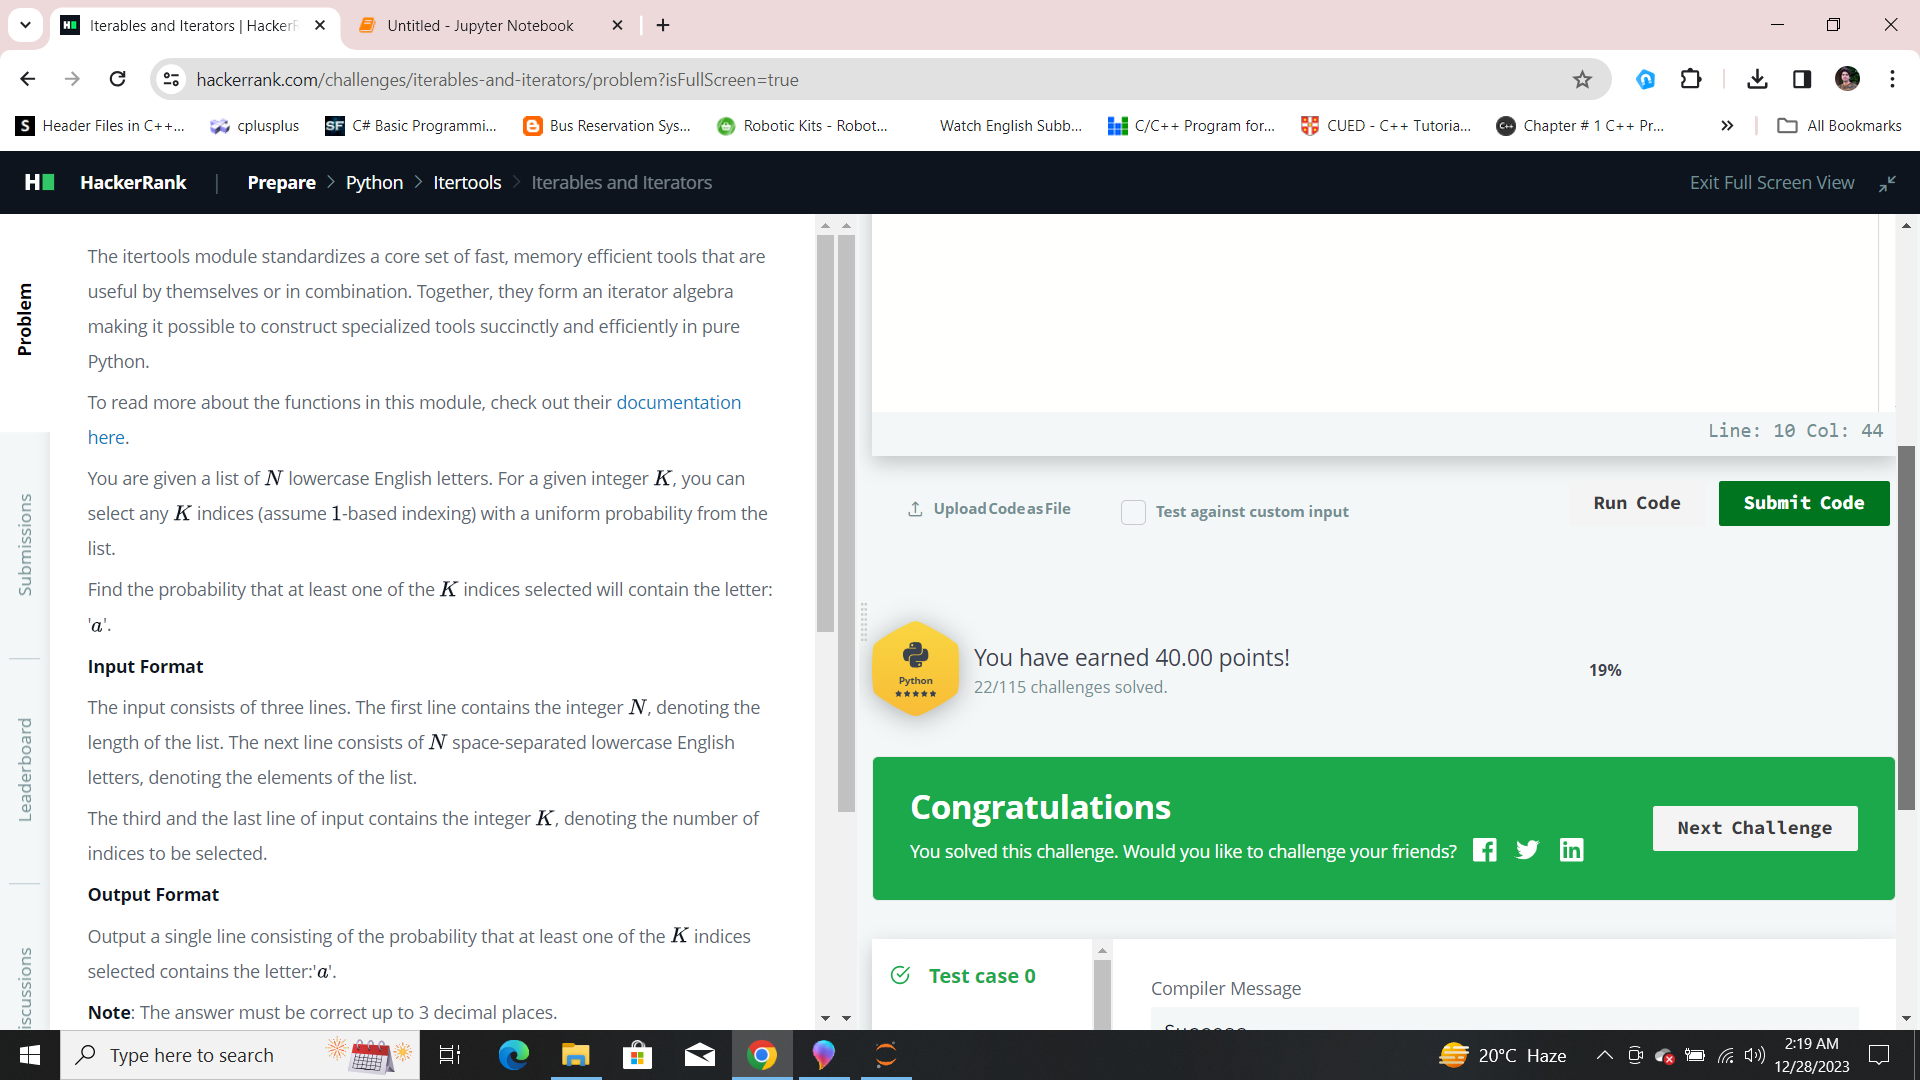 Iterables and Iterators | HackerR
Untitled - Jupyter Notebook
hackerrank.com/challenges/iterables-and-iterators/problem?isFullScreen=true
S Header Files in C++...
cplusplus
SF C# Basic Programmi...
Bus Reservation Sys...
Robotic Kits - Robot...
Watch English Subb...
C/C++ Program for...
CUED - C++ Tutoria...
C++ Chapter # 1 C++ Pr...
All Bookmarks
H HackerRank | Prepare > Python > Itertools > Iterables and Iterators
Exit Full Screen View
Problem
Submissions
Leaderboard
iscussions
The itertools module standardizes a core set of fast, memory efficient tools that are
useful by themselves or in combination. Together, they form an iterator algebra
making it possible to construct specialized tools succinctly and efficiently in pure
Python.
To read more about the functions in this module, check out their documentation
here.
You are given a list of N lowercase English letters. For a given integer K, you can
select any K indices (assume 1-based indexing) with a uniform probability from the
list.
Find the probability that at least one of the K indices selected will contain the letter:
'a'.
Input Format
The input consists of three lines. The first line contains the integer N, denoting the
length of the list. The next line consists of N space-separated lowercase English
letters, denoting the elements of the list.
The third and the last line of input contains the integer K, denoting the number of
indices to be selected.
Output Format
Output a single line consisting of the probability that at least one of the K indices
selected contains the letter:'a'.
Note: The answer must be correct up to 3 decimal places.
Line: 10 Col: 44
Upload Code as File
Test against custom input
Run Code
Submit Code
Python
You have earned 40.00 points!
22/115 challenges solved.
19%
Congratulations
You solved this challenge. Would you like to challenge your friends?
Next Challenge
Test case 0
Compiler Message
Success
Type here to search
20°C Haze
2:19 AM
12/28/2023